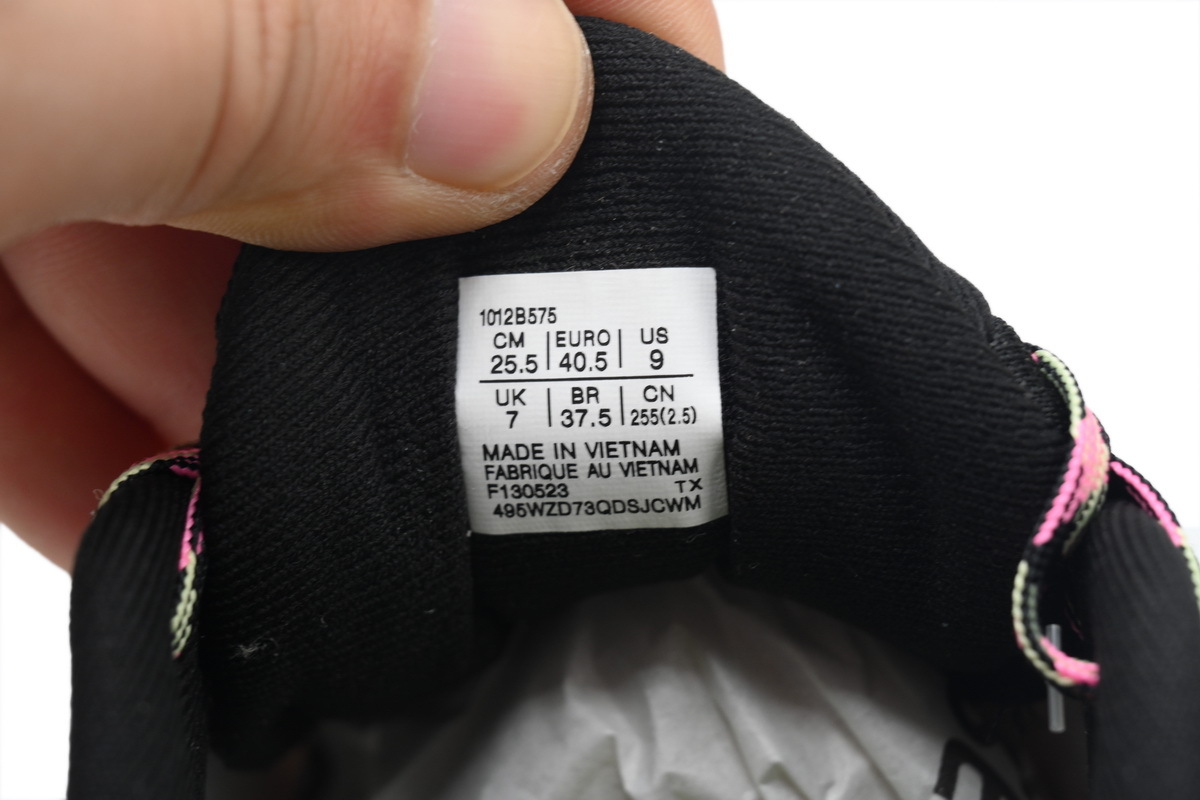 1012B575
CM | EURO | US
25.5 | 40.5 | 9
UK | BR | CN
7 | 37.5 | 255(2.5)
MADE IN VIETNAM
FABRIQUE AU VIETNAM
F130523 TX
495WZD73QDSJCWM